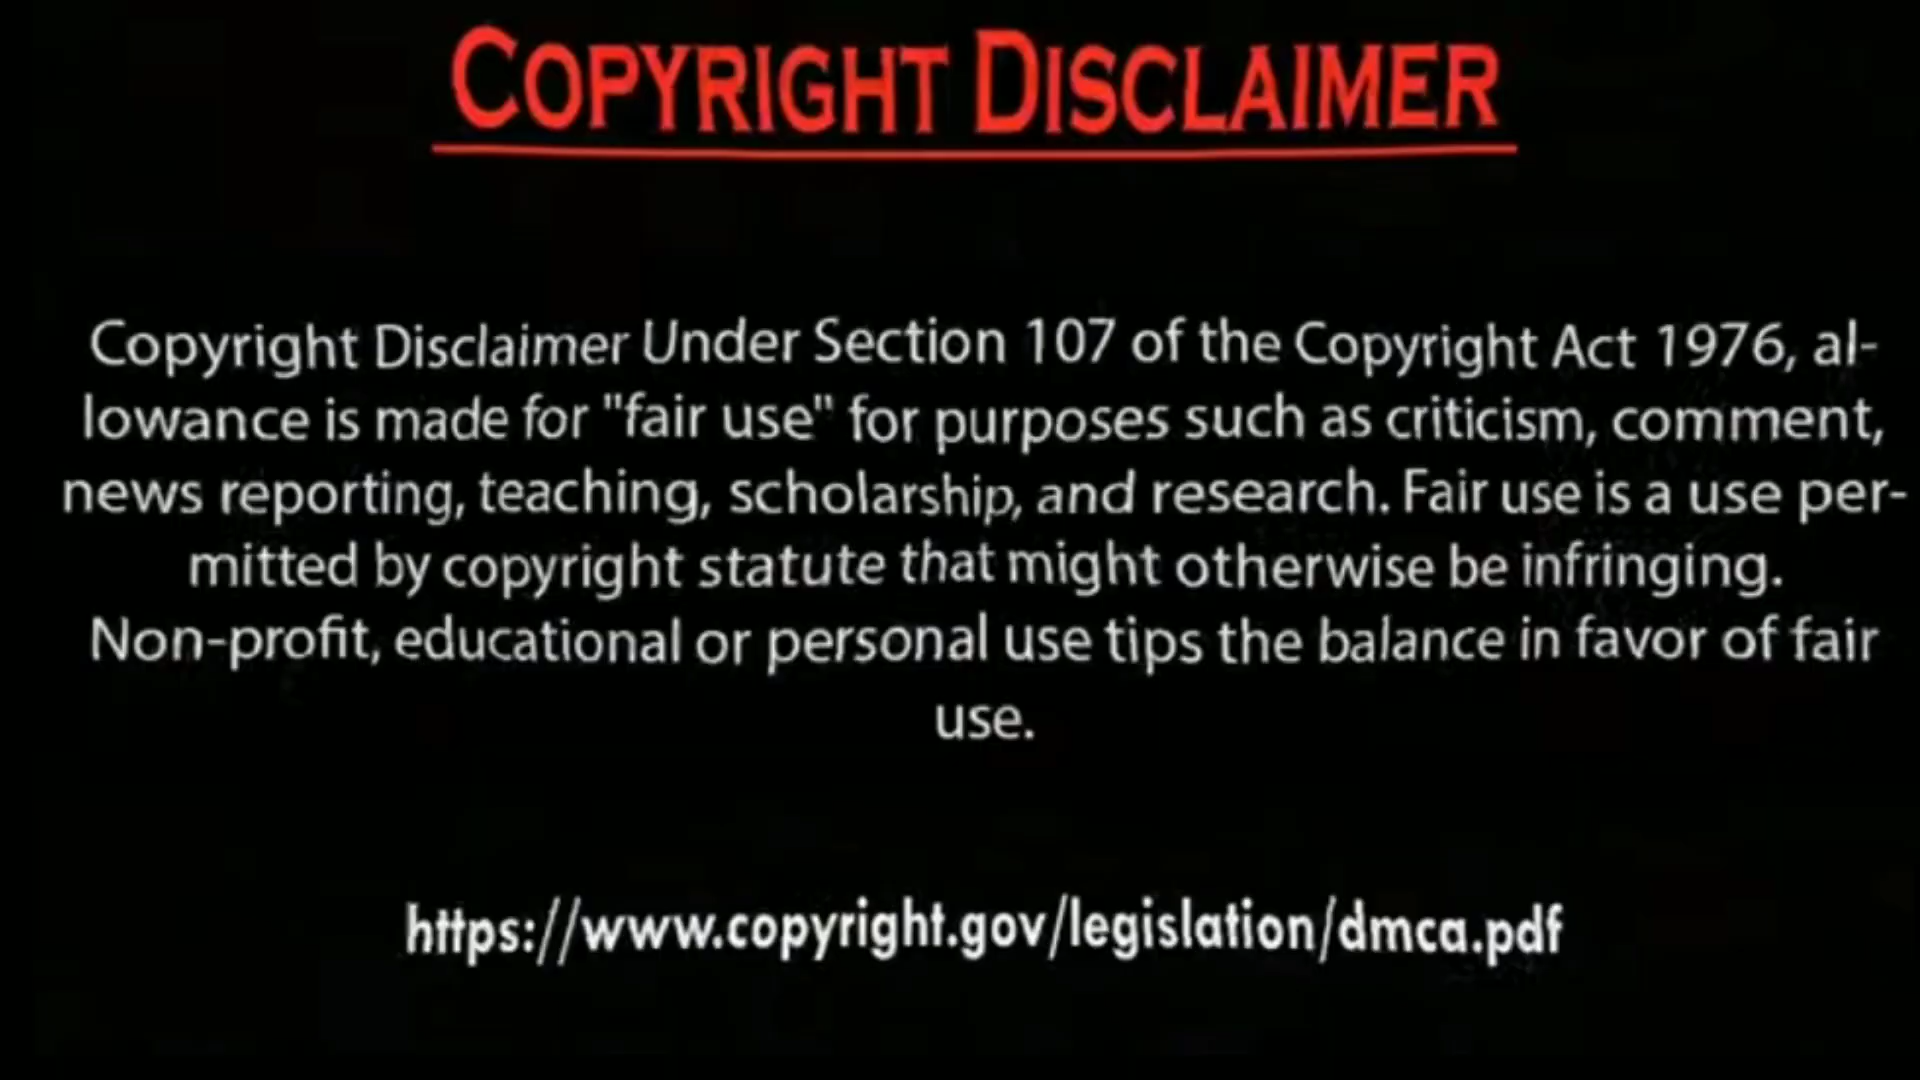 COPYRIGHT DISCLAIMER
Copyright Disclaimer Under Section 107 of the Copyright Act 1976, al-
lowance is made for "fair use" for purposes such as criticism, comment,
news reporting, teaching, scholarship, and research. Fair use is a use per-
mitted by copyright statute that might otherwise be infringing.
Non-profit, educational or personal use tips the balance in favor of fair
use.
https://www.copyright.gov/legislation/dmca.pdf